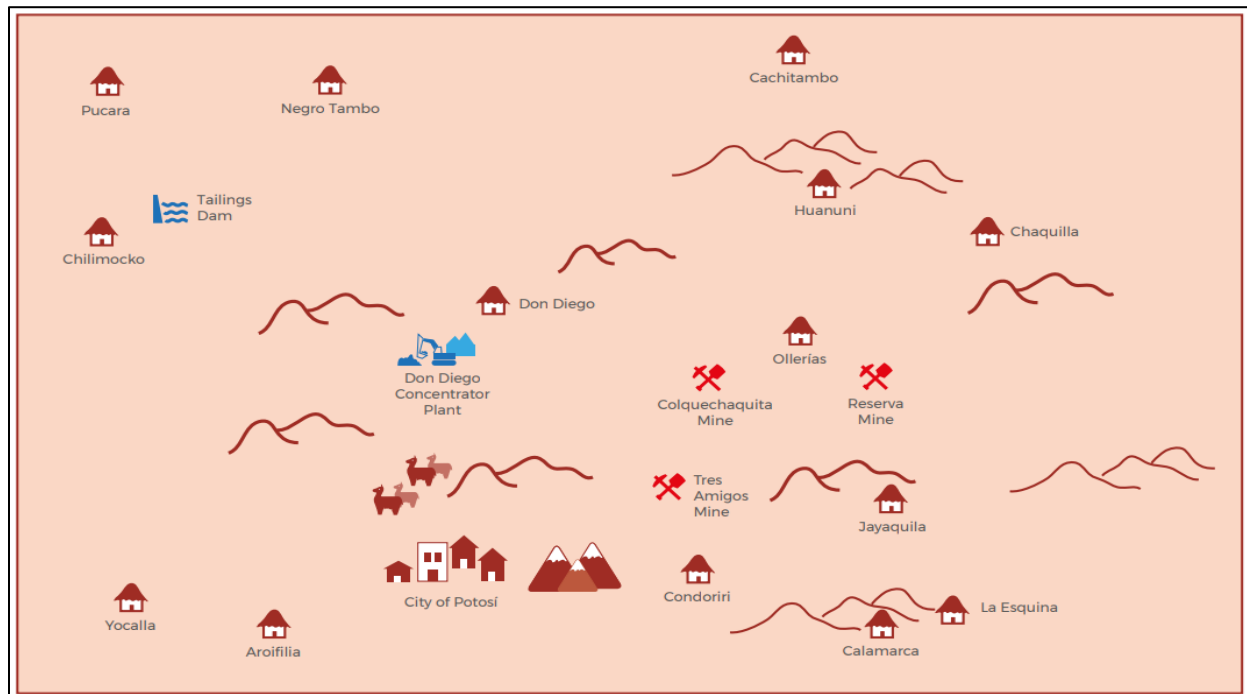 Cachitambo
Pucara
Negro Tambo
Tailings
Dam
Huanuni
Chaquilla
Chilimocko
Don Diego
Ollerías
Don Diego
Concentrator
Plant
Colquechaquita
Mine
Reserva
Mine
Tres
Amigos
Mine
Jayaquila
City of Potosí
Condoriri
La Esquina
Yocalla
Aroifilia
Calamarca